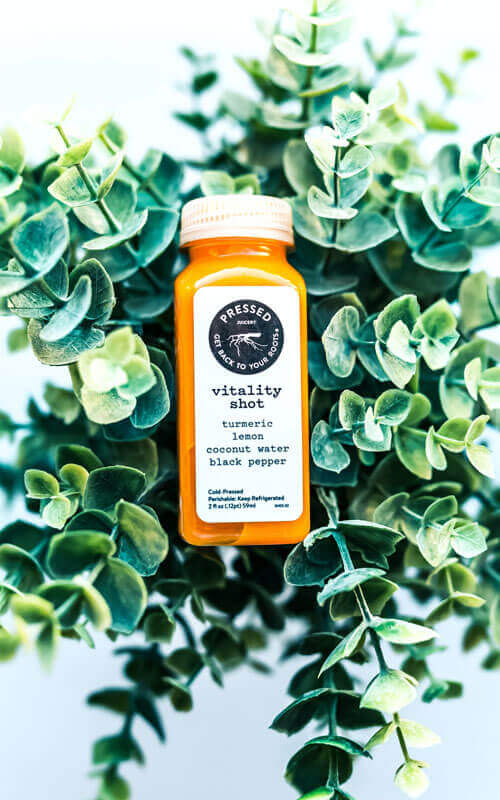 PRESSED
JUICERY
GET BACK TO YOUR ROOTS
vitality
shot
turmeric
lemon
coconut water
black pepper
Cold-Pressed
Perishable: Keep Refrigerated
2 fl oz (.12pt) 59ml